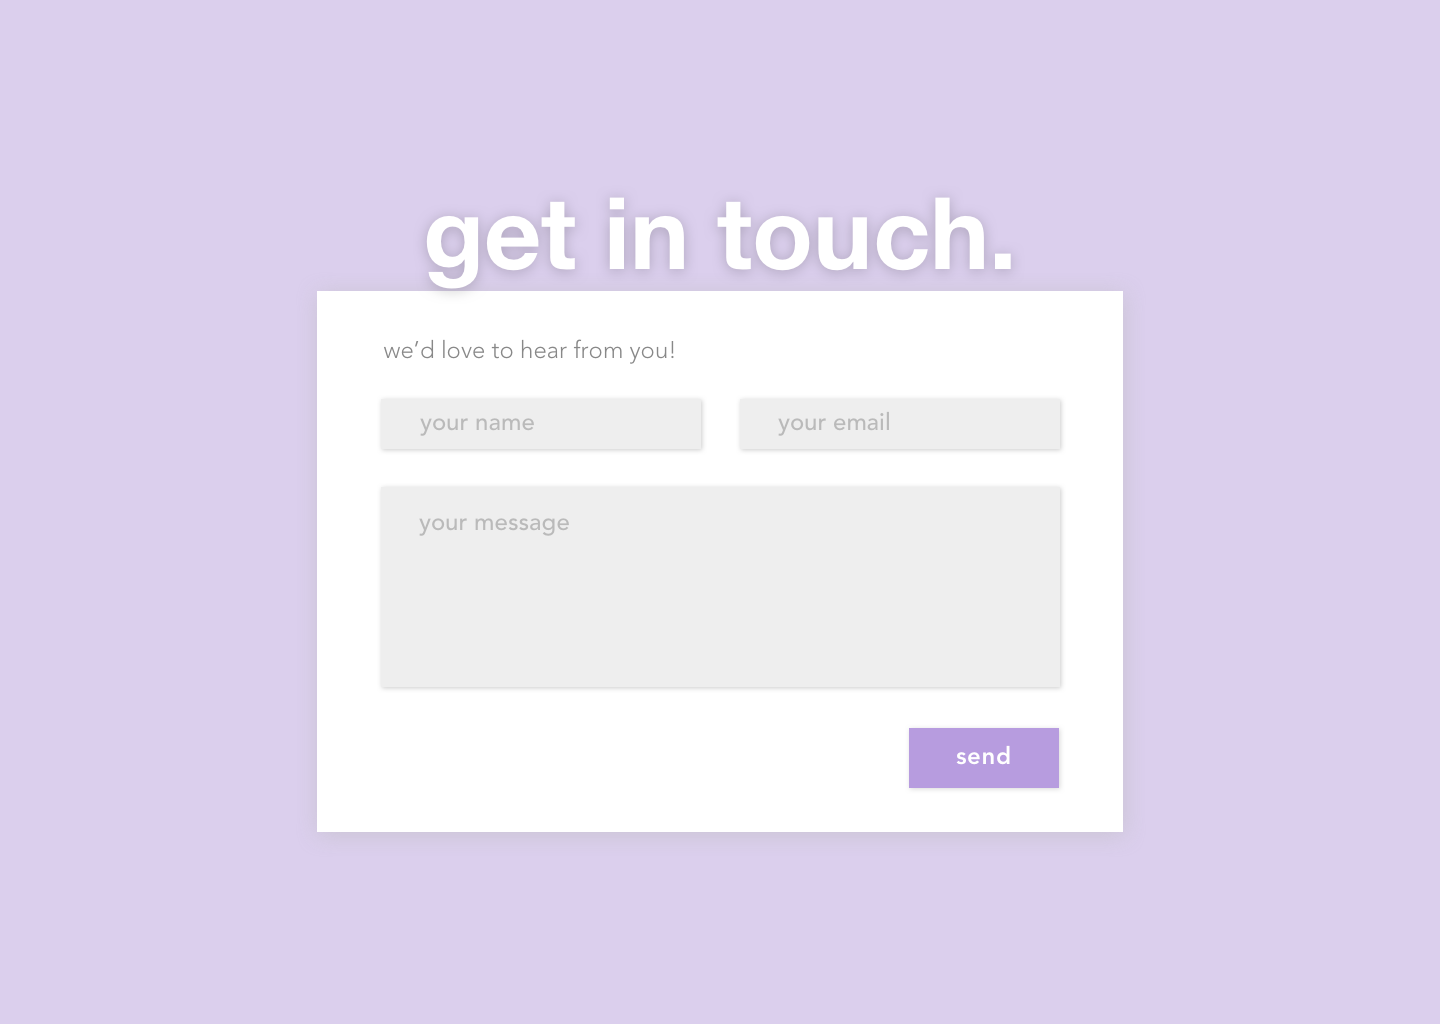 get in touch.
we’d love to hear from you!
your name
your email
your message
send